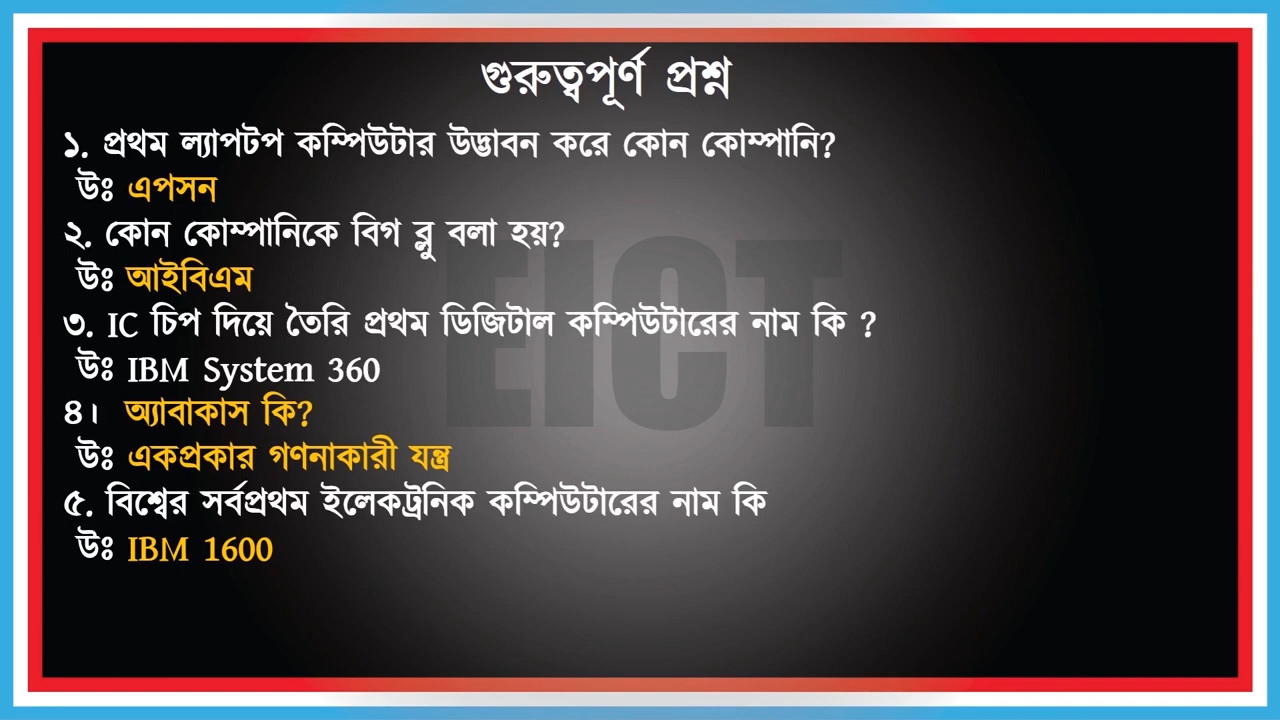 গুরুত্বপূর্ণ প্রশ্ন
১. প্রথম ল্যাপটপ কম্পিউটার উদ্ভাবন করে কোন কোম্পানি?
উঃ এপসন
২. কোন কোম্পানিকে বিগ ব্লু বলা হয়?
উঃ আইবিএম
৩. IC চিপ দিয়ে তৈরি প্রথম ডিজিটাল কম্পিউটারের নাম কি ?
উঃ IBM System 360
৪। অ্যাবাকাস কি?
উঃ একপ্রকার গণনাকারী যন্ত্র
৫. বিশ্বের সর্বপ্রথম ইলেকট্রনিক কম্পিউটারের নাম কি
উঃ IBM 1600
EICT